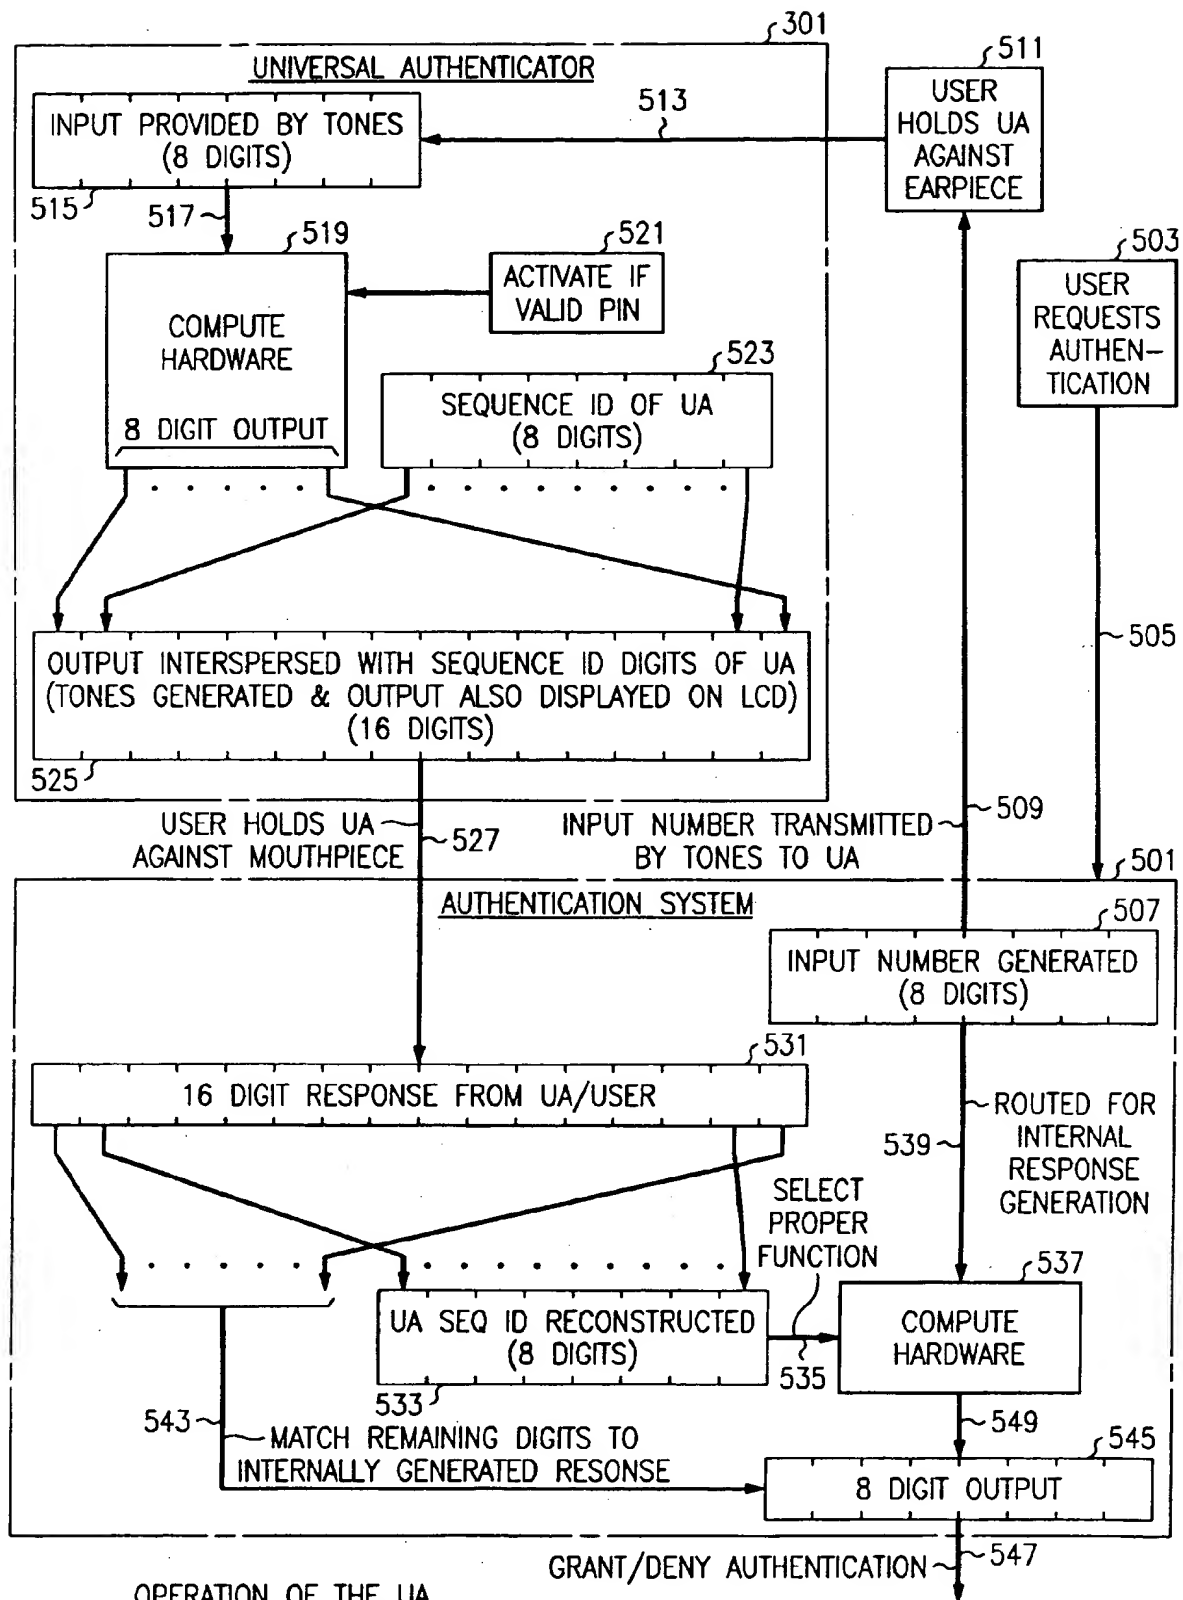 301
UNIVERSAL AUTHENTICATOR
INPUT PROVIDED BY TONES
(8 DIGITS)
515
513
511
USER
HOLDS UA
AGAINST
EARPIECE
517
519
COMPUTE
HARDWARE
8 DIGIT OUTPUT
521
ACTIVATE IF
VALID PIN
503
USER
REQUESTS
AUTHEN-
TICATION
523
SEQUENCE ID OF UA
(8 DIGITS)
505
OUTPUT INTERSPERSED WITH SEQUENCE ID DIGITS OF UA
(TONES GENERATED & OUTPUT ALSO DISPLAYED ON LCD)
(16 DIGITS)
525
USER HOLDS UA
AGAINST MOUTHPIECE
527
INPUT NUMBER TRANSMITTED
BY TONES TO UA
509
501
AUTHENTICATION SYSTEM
507
INPUT NUMBER GENERATED
(8 DIGITS)
531
16 DIGIT RESPONSE FROM UA/USER
539
ROUTED FOR
INTERNAL
RESPONSE
GENERATION
SELECT
PROPER
FUNCTION
UA SEQ ID RECONSTRUCTED
(8 DIGITS)
533
535
537
COMPUTE
HARDWARE
543
MATCH REMAINING DIGITS TO
INTERNALLY GENERATED RESONSE
549
545
8 DIGIT OUTPUT
GRANT/DENY AUTHENTICATION
547
OPERATION OF THE UA